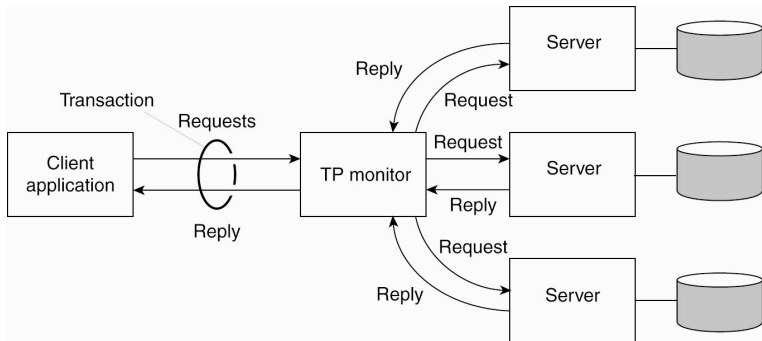 Server
Reply
Request
Transaction
Requests
Client
application
TP monitor
Request
Server
Reply
Reply
Request
Reply
Server